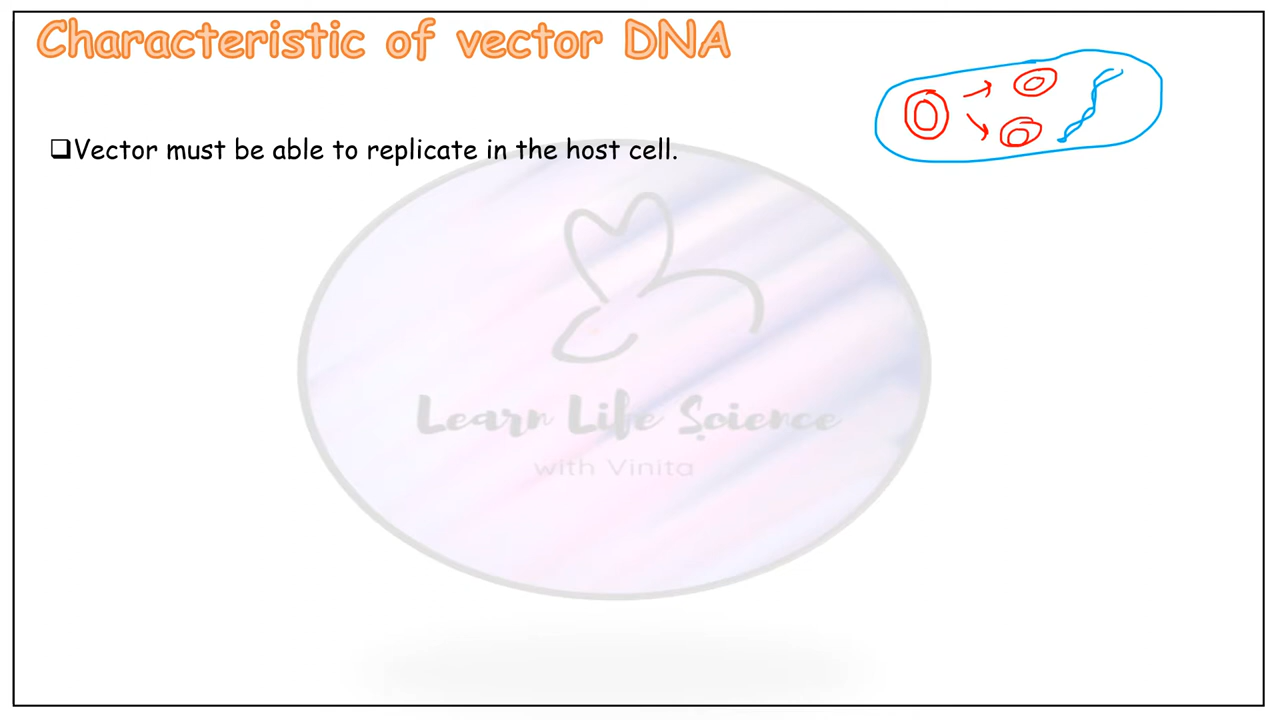 Characteristic of vector DNA
❑Vector must be able to replicate in the host cell.
Learn Life Science
with Vinita